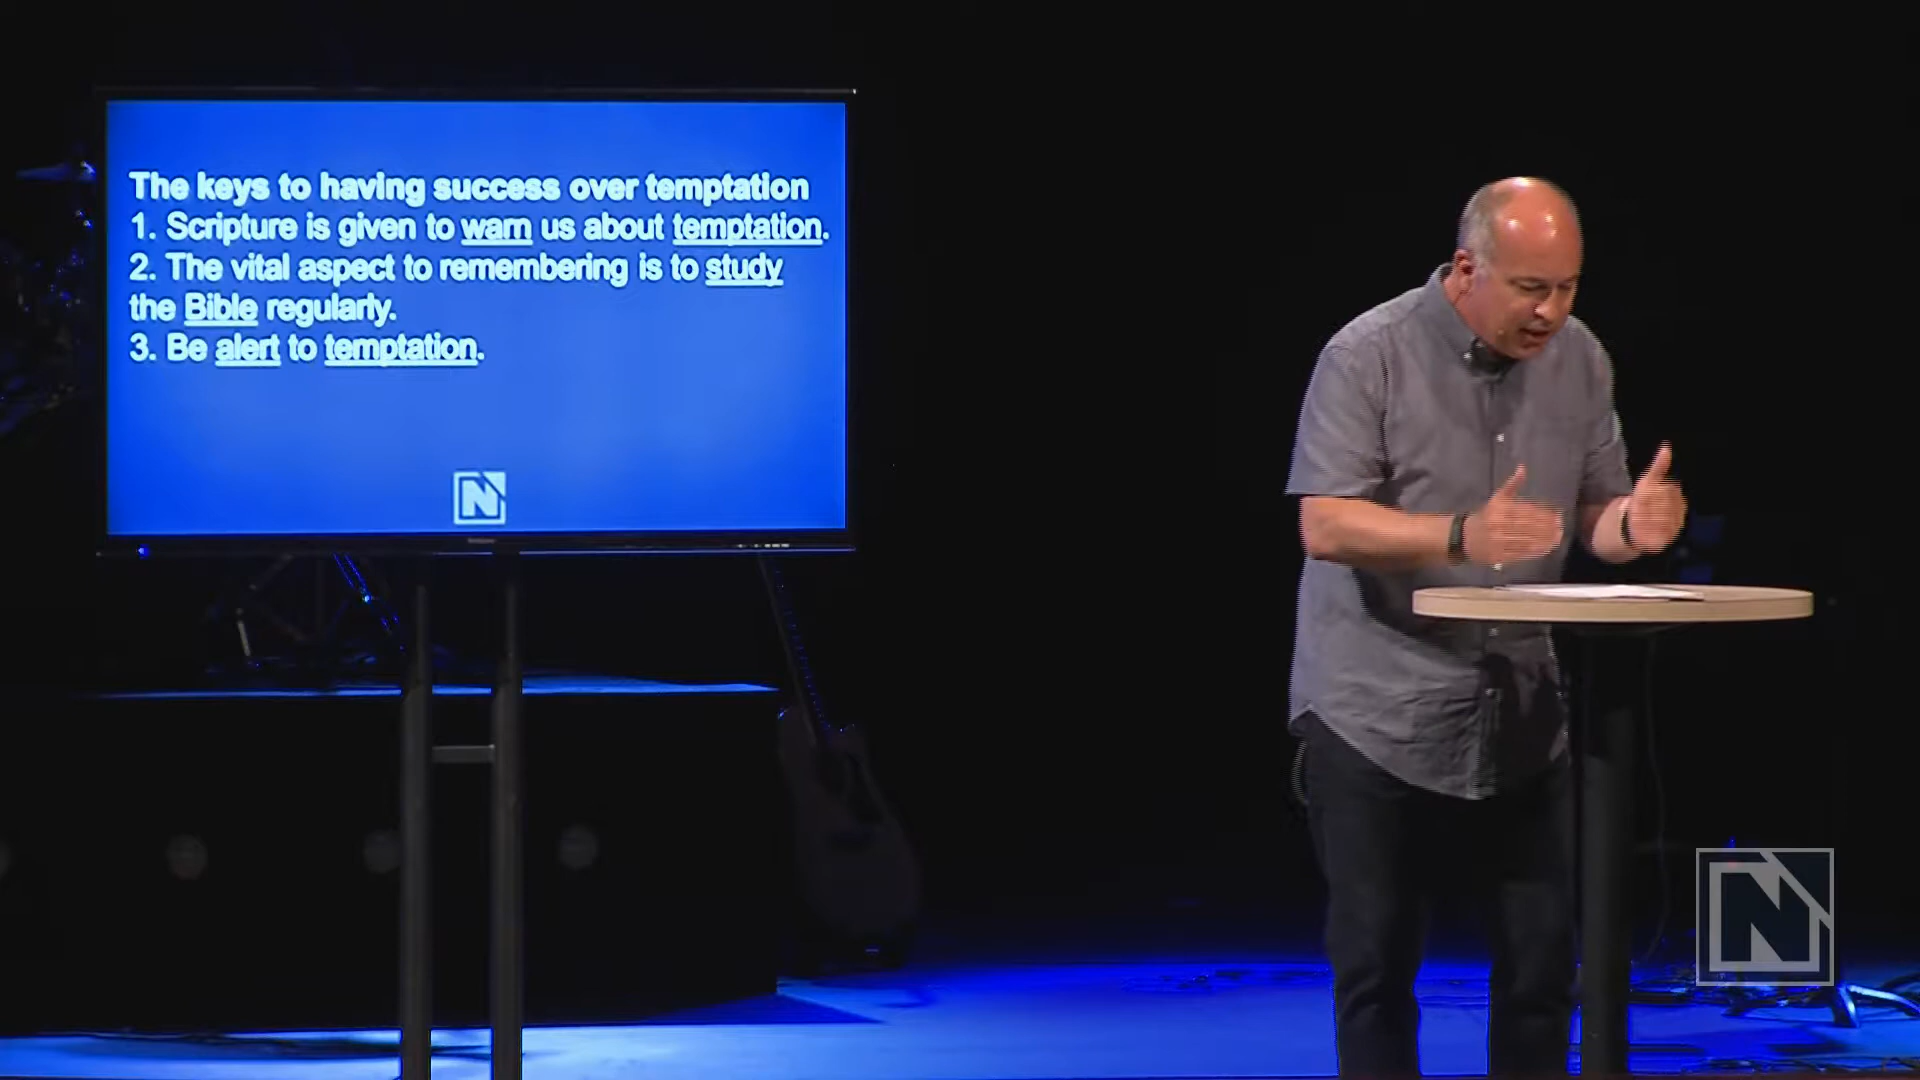 The keys to having success over temptation
1. Scripture is given to warn us about temptation.
2. The vital aspect to remembering is to study
the Bible regularly.
3. Be alert to temptation.
N
N